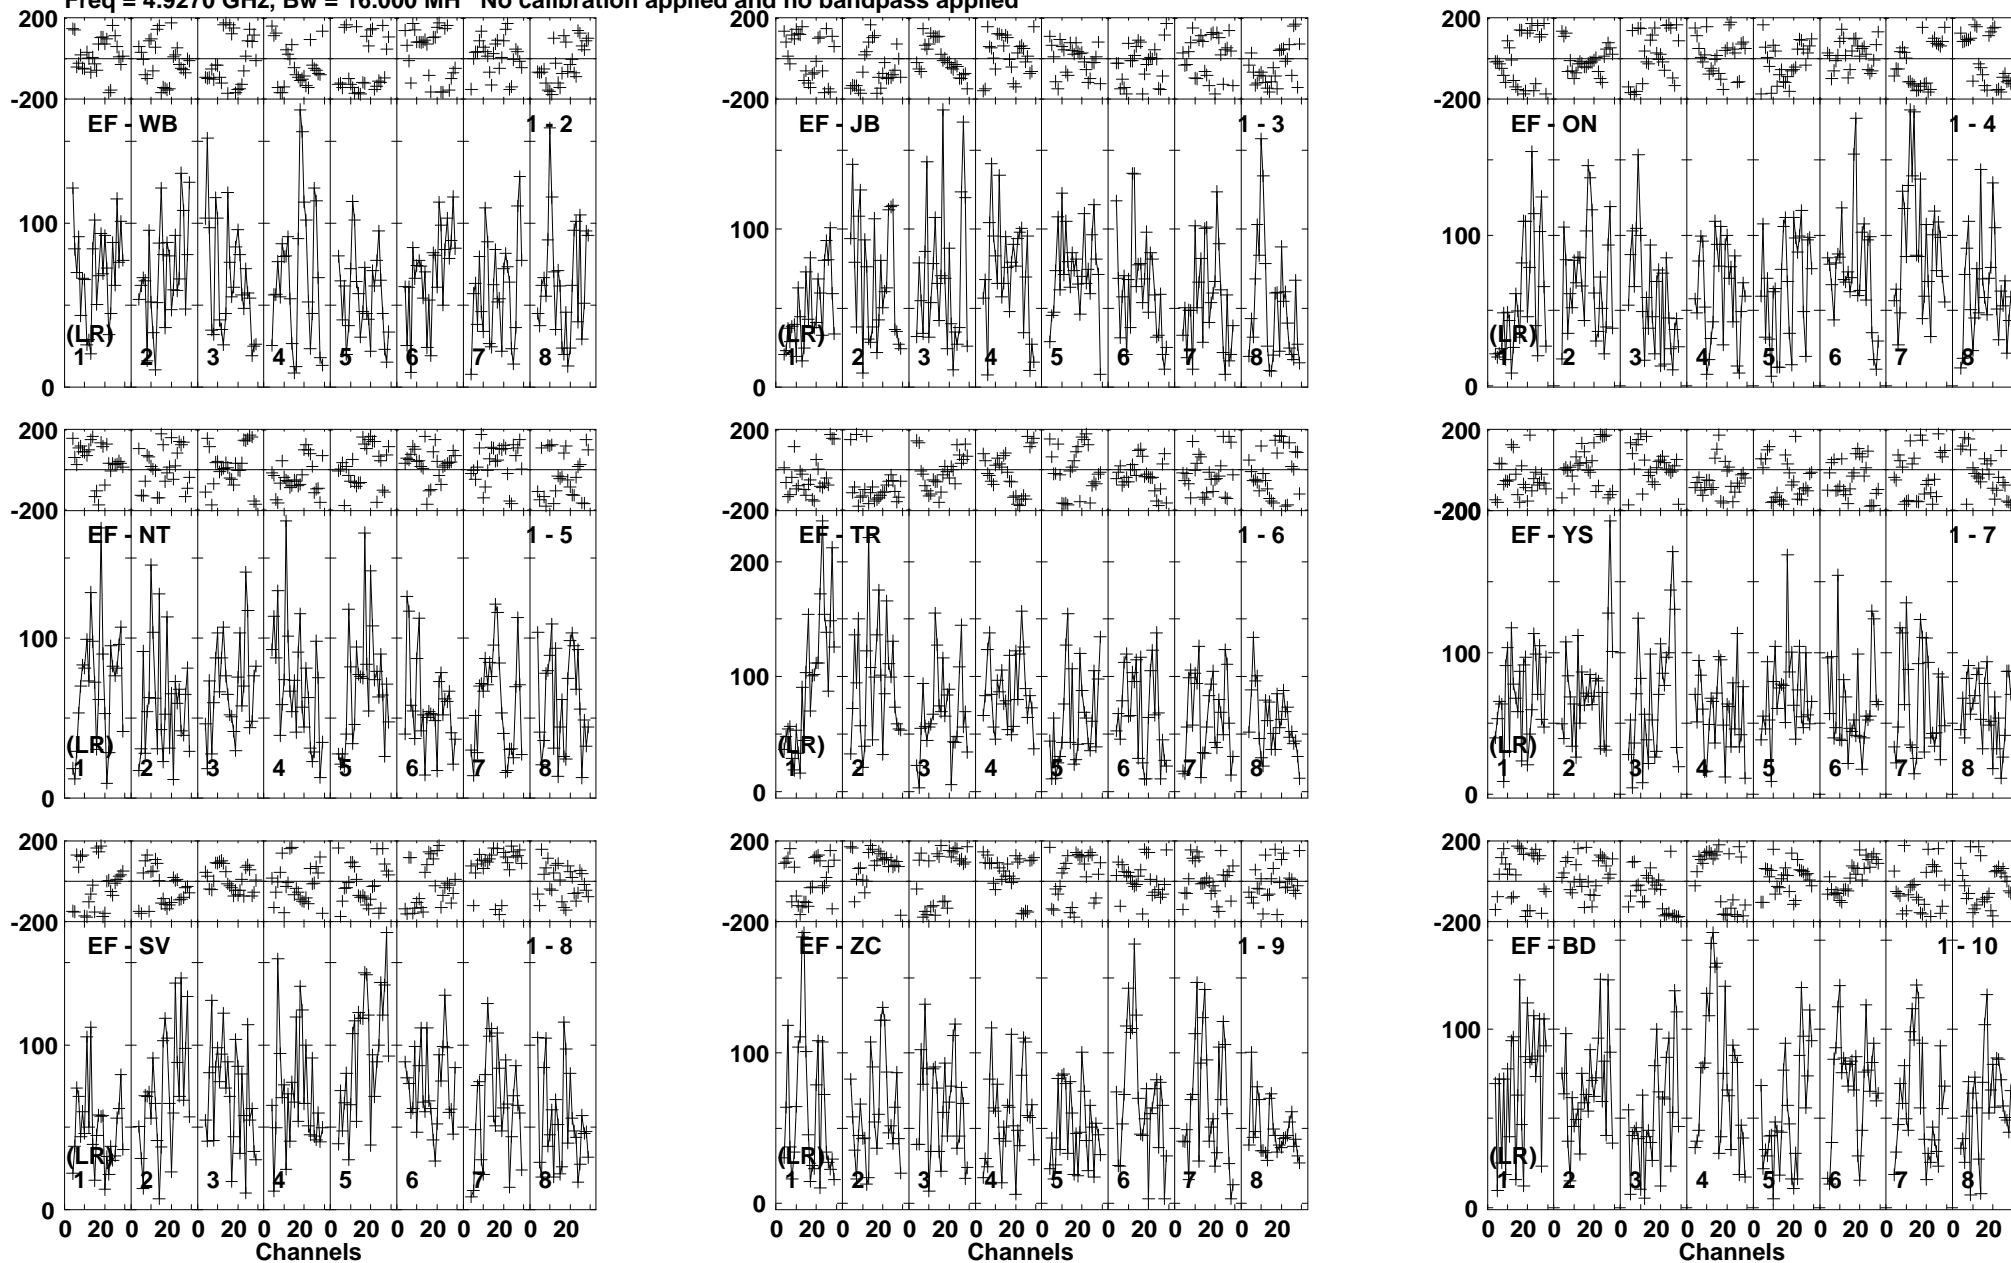 Freq = 4.9270 GHz, Bw = 16.000 MH No calibration applied and no bandpass applied
200 200 200
-200 -200 -200
EF - WB 1 - 2 EF - JB 1 - 3 EF - ON 1 - 4
100 100 100
(LR) (LR) (LR)
1 2 3 4 5 6 7 8 1 2 3 4 5 6 7 8 1 2 3 4 5 6 7 8
0 0 0
200 200 200
-200 -200 -200
EF - NT 1 - 5 EF - TR 1 - 6 EF - YS 1 - 7
200
100 100 100
(LR) (LR) (LR)
1 2 3 4 5 6 7 8 1 2 3 4 5 6 7 8 1 2 3 4 5 6 7 8
0 0 0
200 200 200
-200 -200 -200
EF - SV 1 - 8 EF - ZC 1 - 9 EF - BD 1 - 10
100 100 100
(LR) (LR) (LR)
1 2 3 4 5 6 7 8 1 2 3 4 5 6 7 8 1 2 3 4 5 6 7 8
0 0 0
0 20 0 20 0 20 0 20 0 20 0 20 0 20 0 20 0 20 0 20 0 20 0 20 0 20 0 20 0 20 0 20 0 20 0 20 0 20 0 20 0 20 0 20 0 20 0 20
Channels Channels Channels